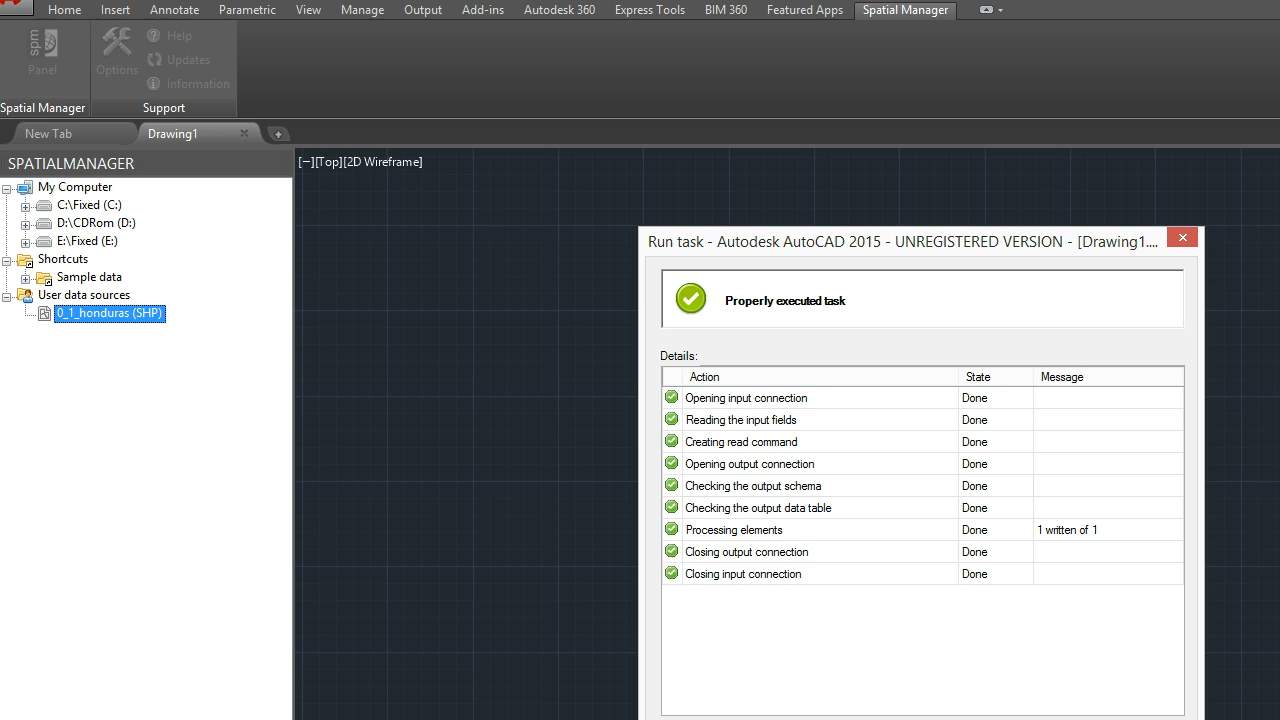 Home Insert Annotate Parametric View Manage Output Add-ins Autodesk 360 Express Tools BIM 360 Featured Apps Spatial Manager
spm
Panel
Options
Help
Updates
Information
Spatial Manager
Support
New Tab
Drawing1
SPATIALMANAGER
[−][Top][2D Wireframe]
My Computer
C:\Fixed (C:)
D:\CDRom (D:)
E:\Fixed (E:)
Shortcuts
Sample data
User data sources
0_1_honduras (SHP)
Run task - Autodesk AutoCAD 2015 - UNREGISTERED VERSION - [Drawing1....
Properly executed task
Details:
Action State Message
Opening input connection Done
Reading the input fields Done
Creating read command Done
Opening output connection Done
Checking the output schema Done
Checking the output data table Done
Processing elements Done 1 written of 1
Closing output connection Done
Closing input connection Done